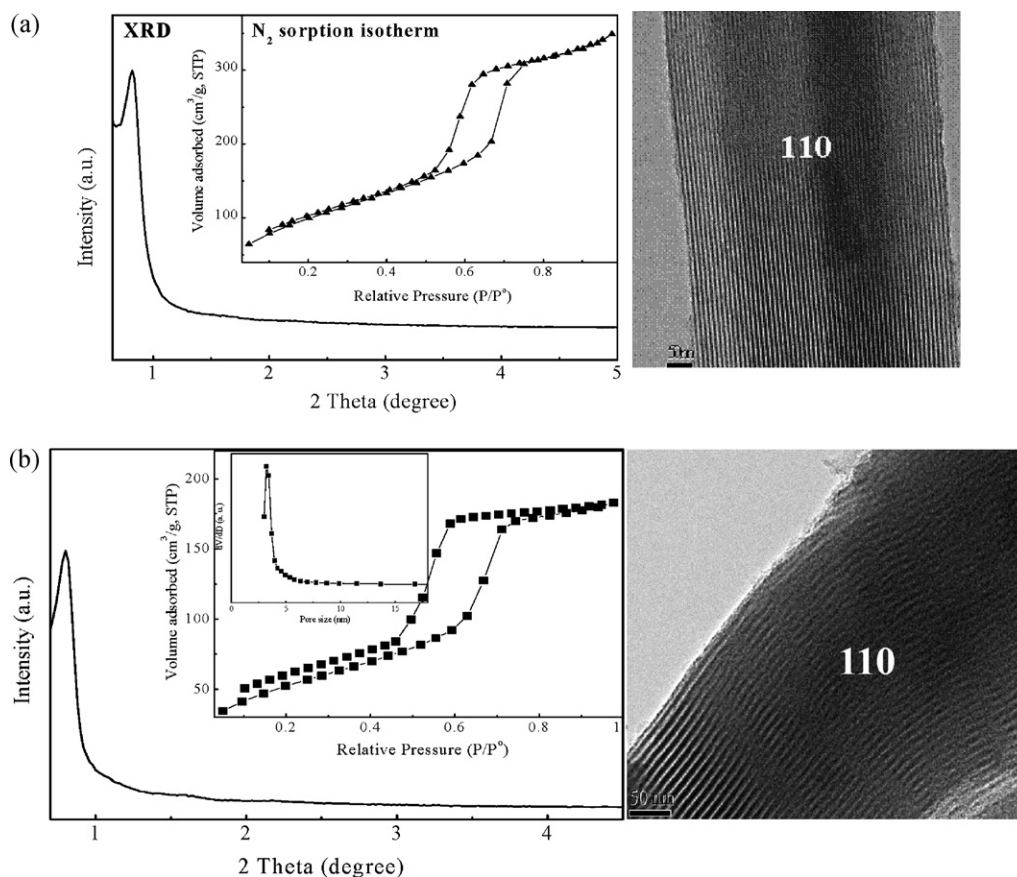 (a)
XRD
N₂ sorption isotherm
Volume adsorbed (cm³/g, STP)
300
200
100
0.2 0.4 0.6 0.8
Relative Pressure (P/P°)
Intensity (a.u.)
1 2 3 4 5
2 Theta (degree)
110
50nm
(b)
Volume adsorbed (cm³/g, STP)
200
175
150
125
100
75
50
dV/dD (a. u.)
0 5 10 15
Pore size (nm)
0.2 0.4 0.6 0.8 1
Relative Pressure (P/P°)
Intensity (a.u.)
1 2 3 4
2 Theta (degree)
110
50 nm